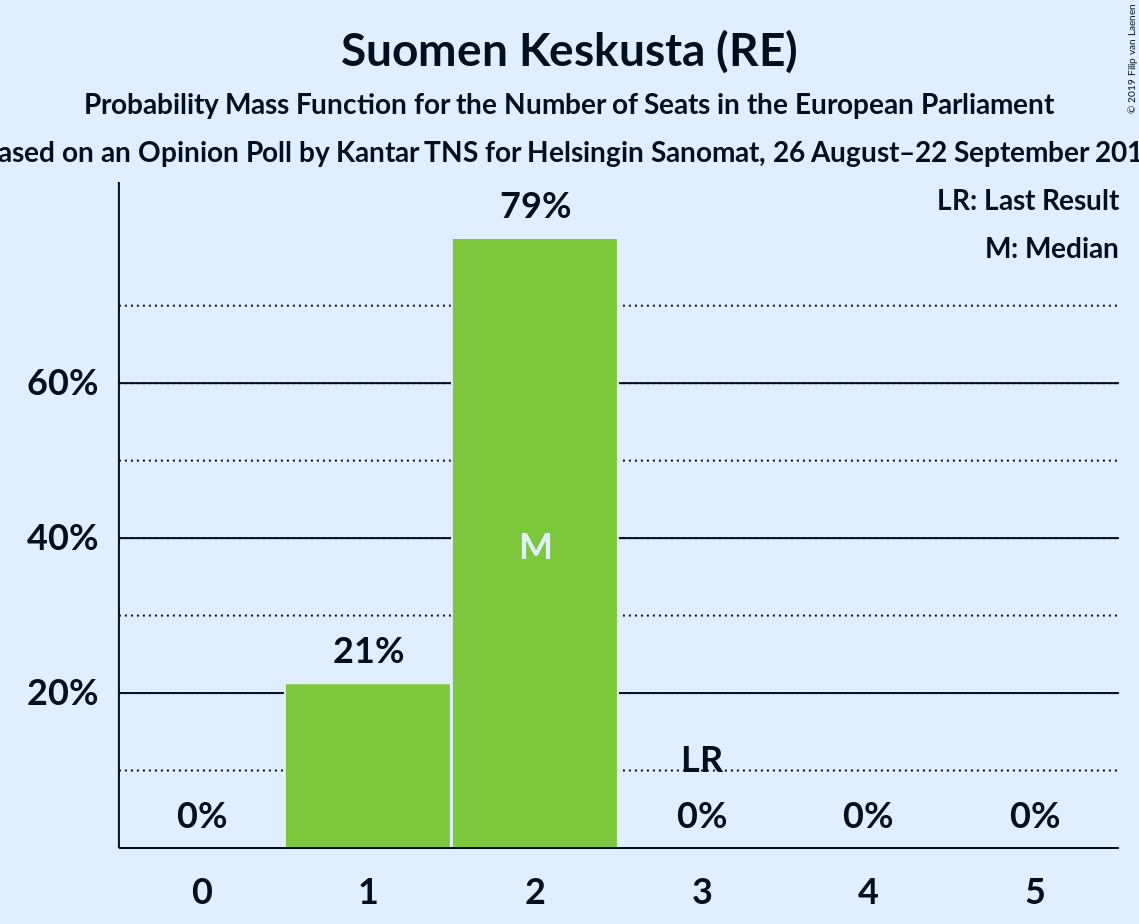 Suomen Keskusta (RE)
Probability Mass Function for the Number of Seats in the European Parliament
ased on an Opinion Poll by Kantar TNS for Helsingin Sanomat, 26 August–22 September 201
© 2019 Filip van Laenen
LR: Last Result
M: Median
79%
60%
40%
M
21%
20%
LR
0%
0%
0%
0%
0 1 2 3 4 5